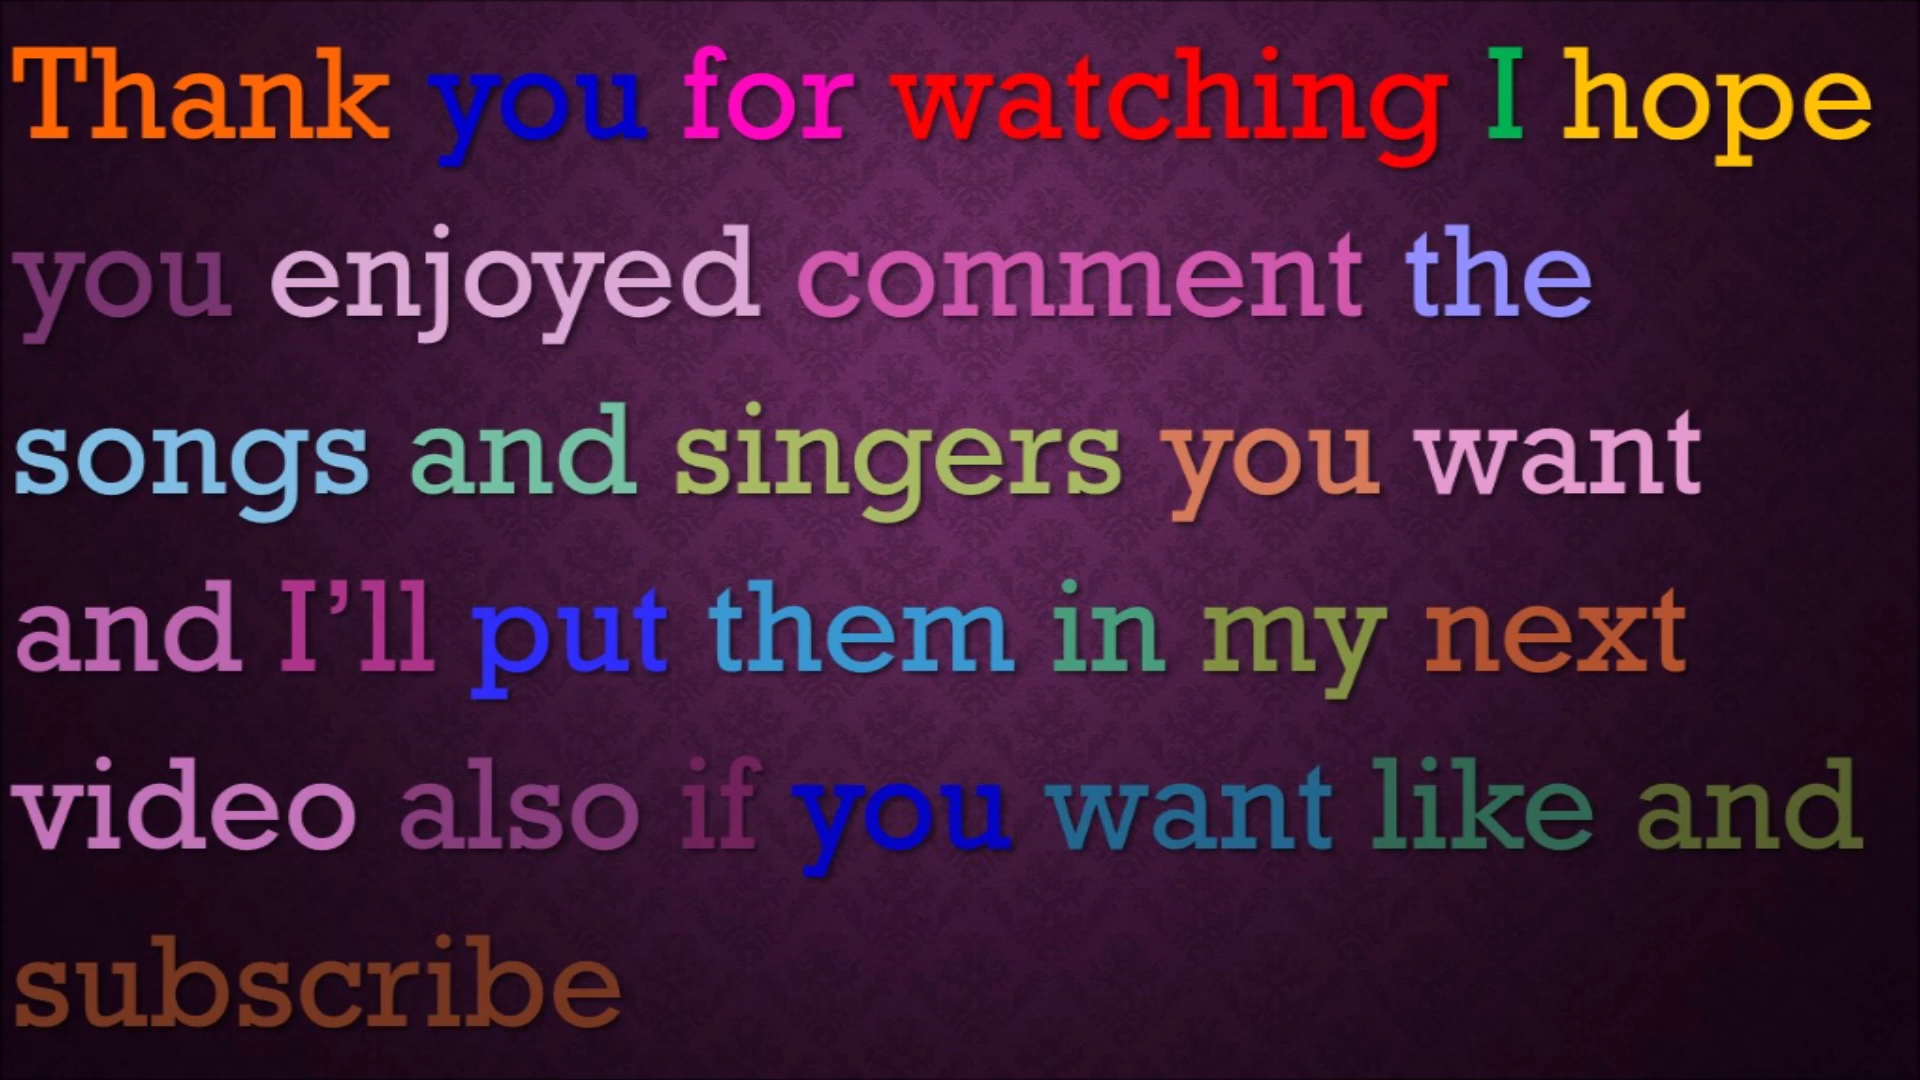 Thank you for watching I hope
you enjoyed comment the
songs and singers you want
and I’ll put them in my next
video also if you want like and
subscribe